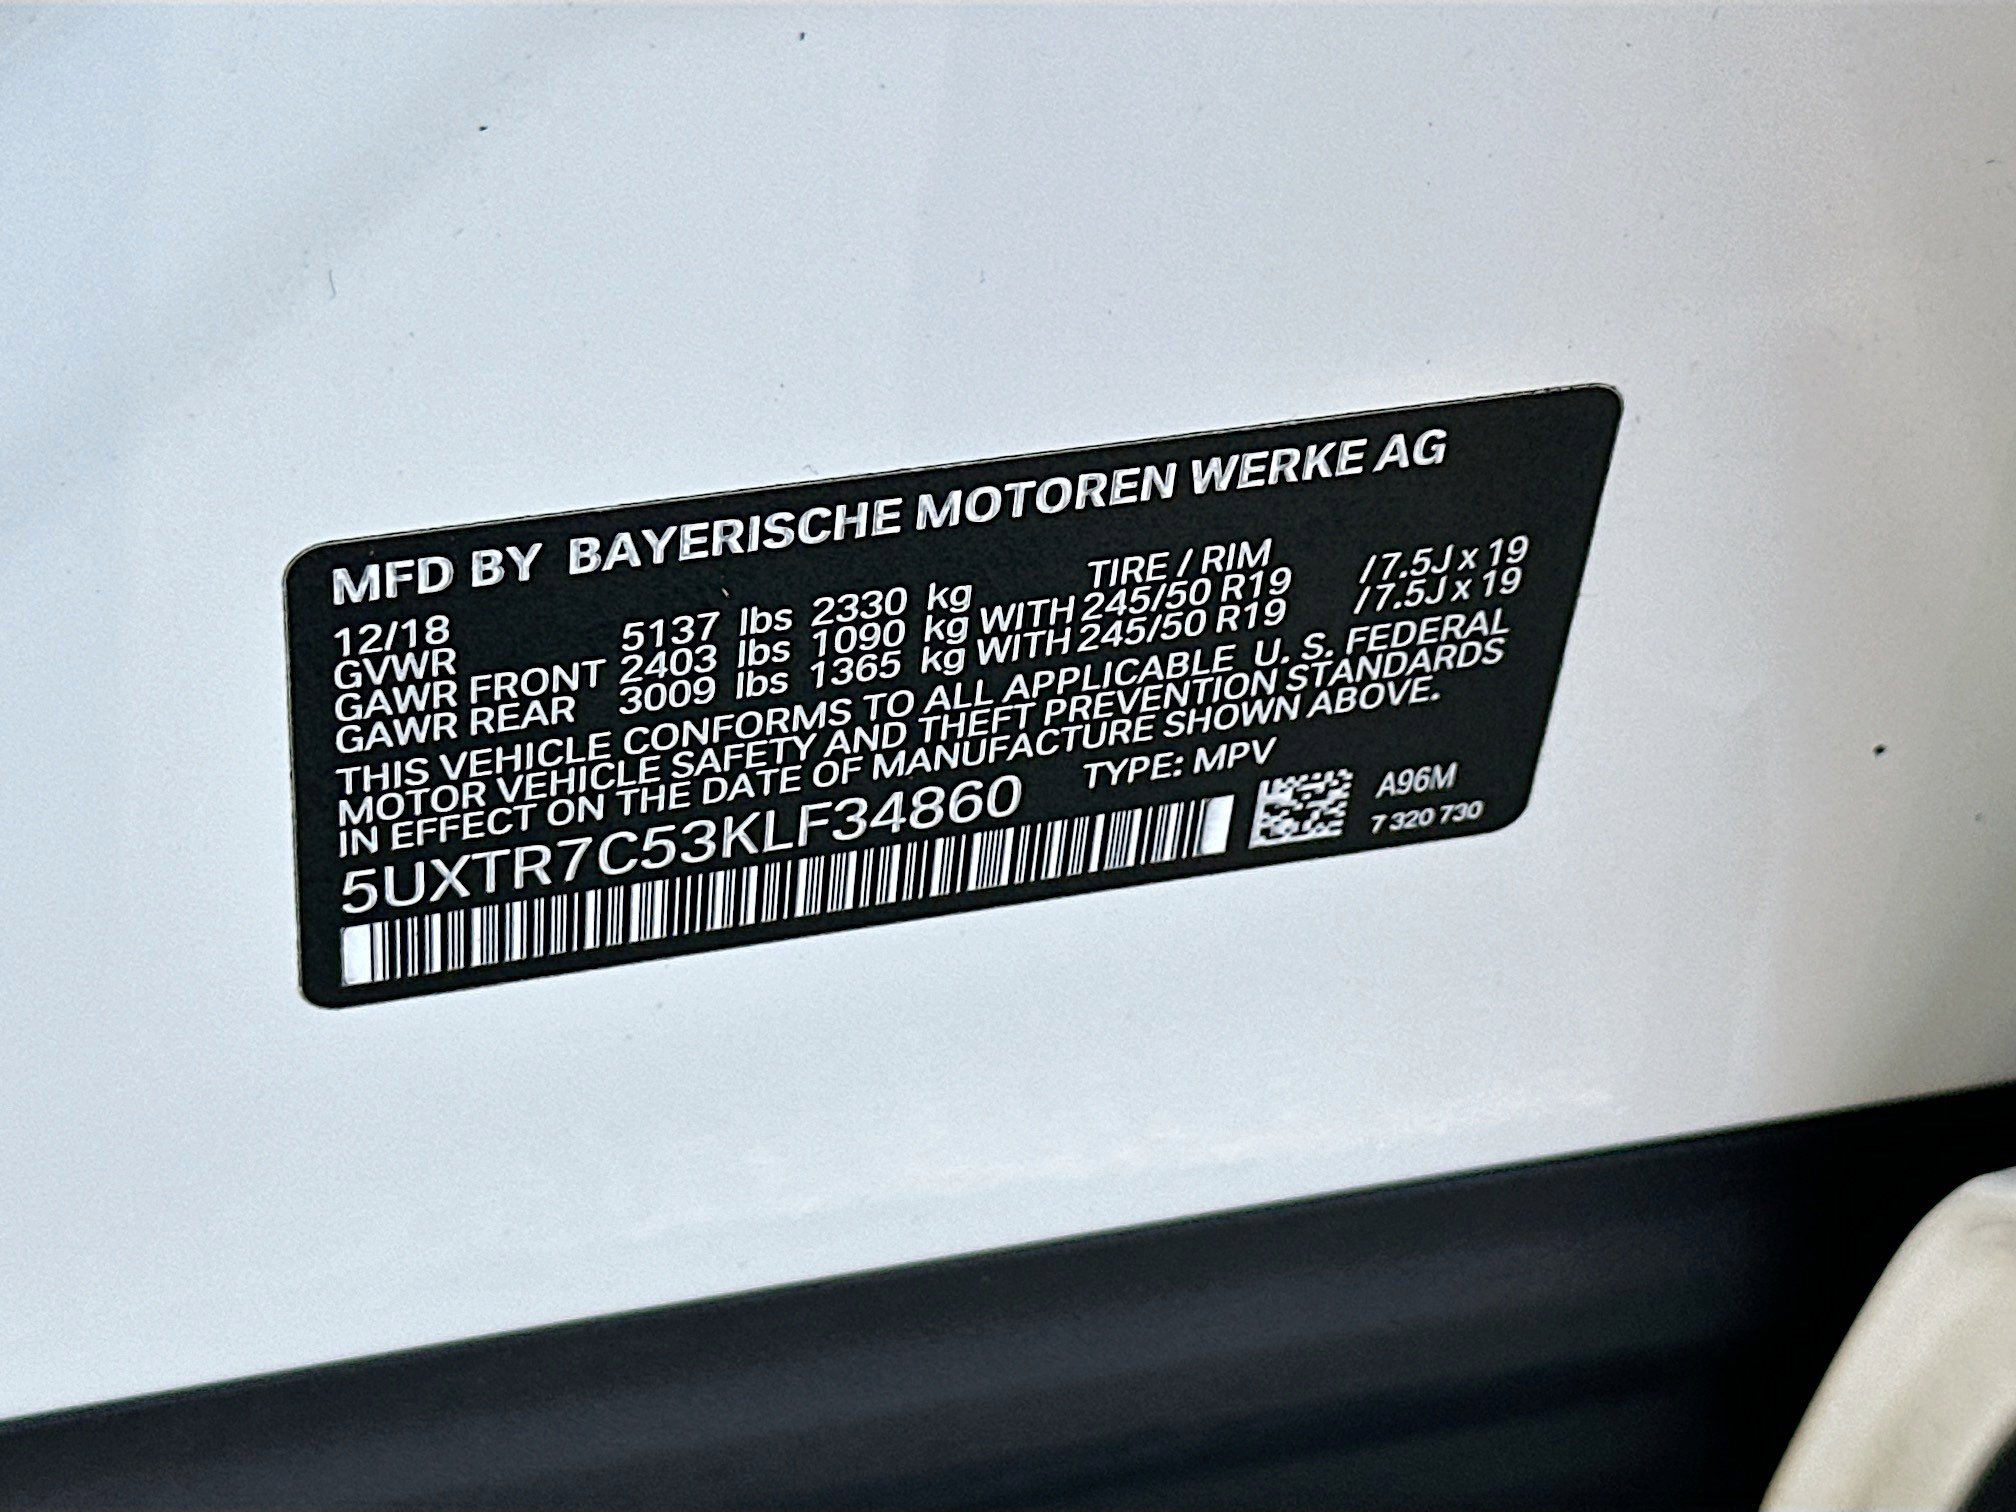 MFD BY BAYERISCHE MOTOREN WERKE AG
12/18 TIRE / RIM
GVWR 5137 lbs 2330 kg
GAWR FRONT 2403 lbs 1090 kg WITH 245/50 R19 / 7.5J x 19
GAWR REAR 3009 lbs 1365 kg WITH 245/50 R19 / 7.5J x 19
THIS VEHICLE CONFORMS TO ALL APPLICABLE U. S. FEDERAL
MOTOR VEHICLE SAFETY AND THEFT PREVENTION STANDARDS
IN EFFECT ON THE DATE OF MANUFACTURE SHOWN ABOVE.
5UXTR7C53KLF34860 TYPE: MPV
A96M
7 320 730